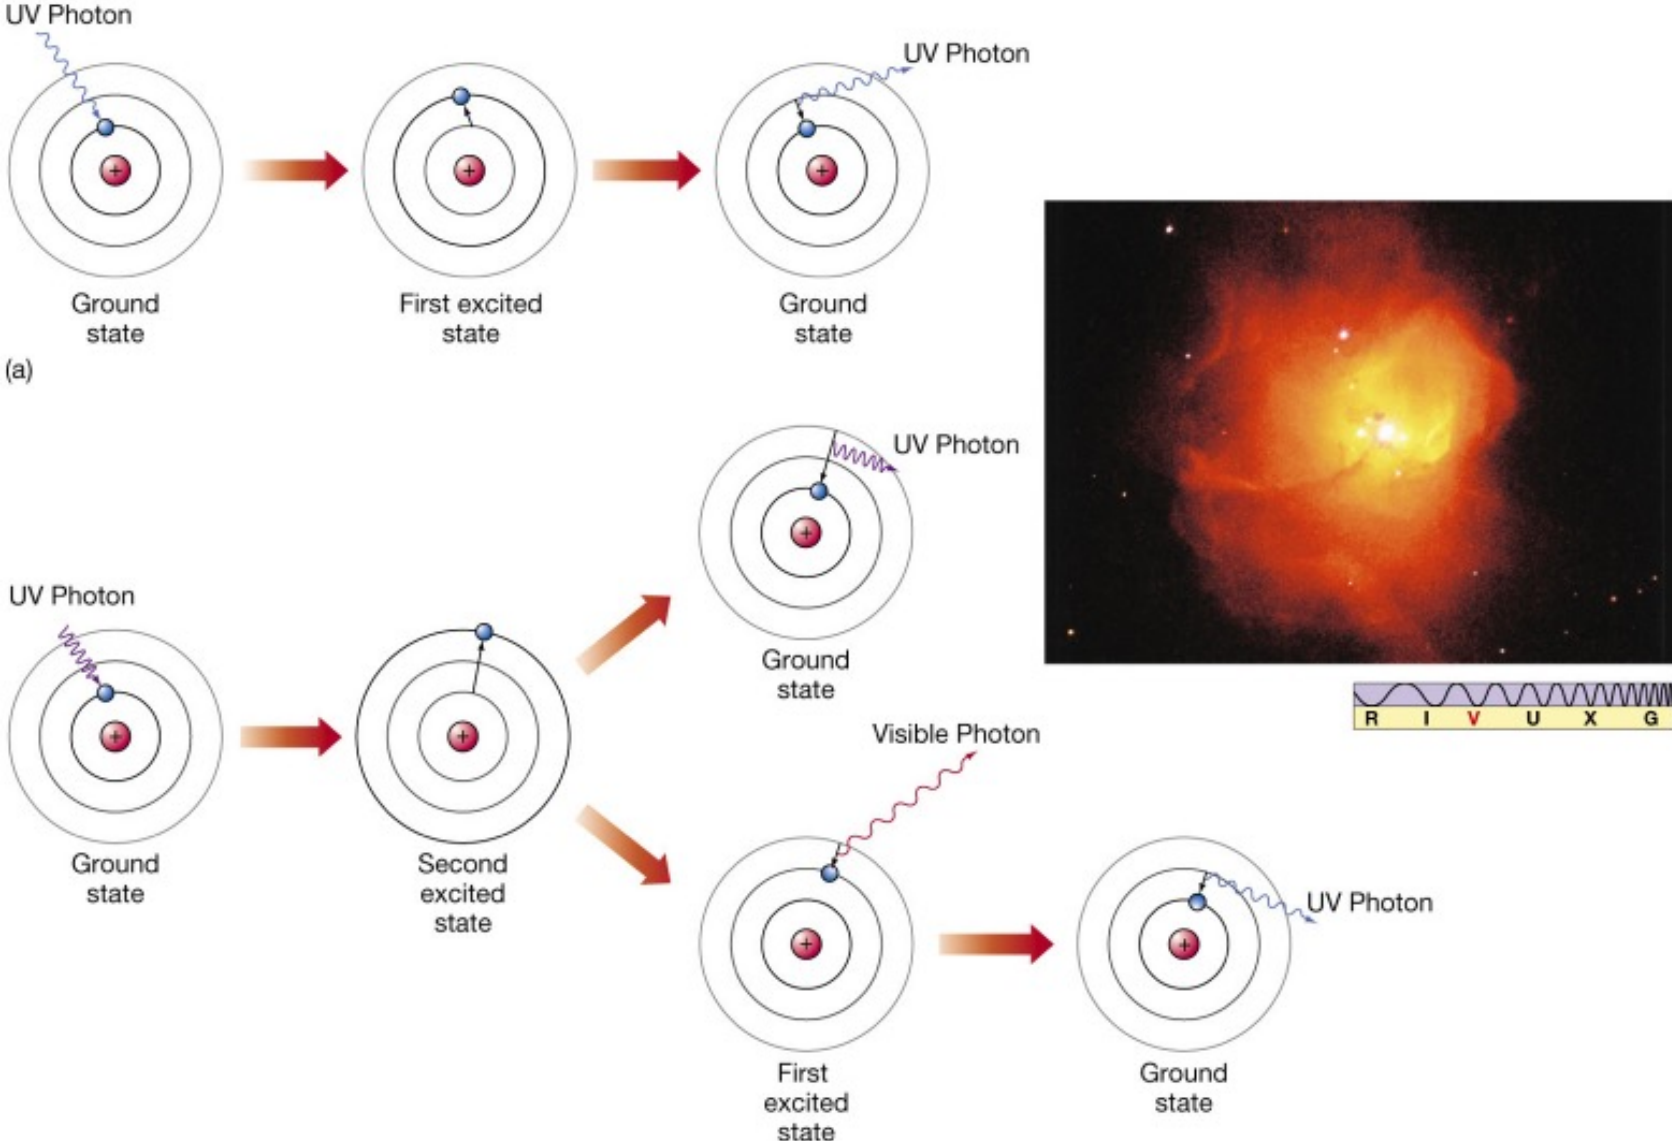 UV Photon
UV Photon
Ground
state
First excited
state
Ground
state
(a)
UV Photon
Ground
state
UV Photon
Ground
state
Second
excited
state
Visible Photon
First
excited
state
UV Photon
Ground
state
R I V U X G
+
+
+
+
+
+
+
+